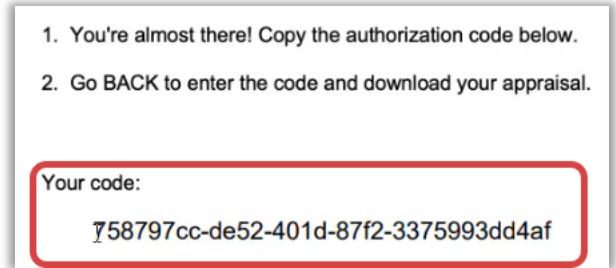 1. You're almost there! Copy the authorization code below.
2. Go BACK to enter the code and download your appraisal.
Your code:
758797cc-de52-401d-87f2-3375993dd4af